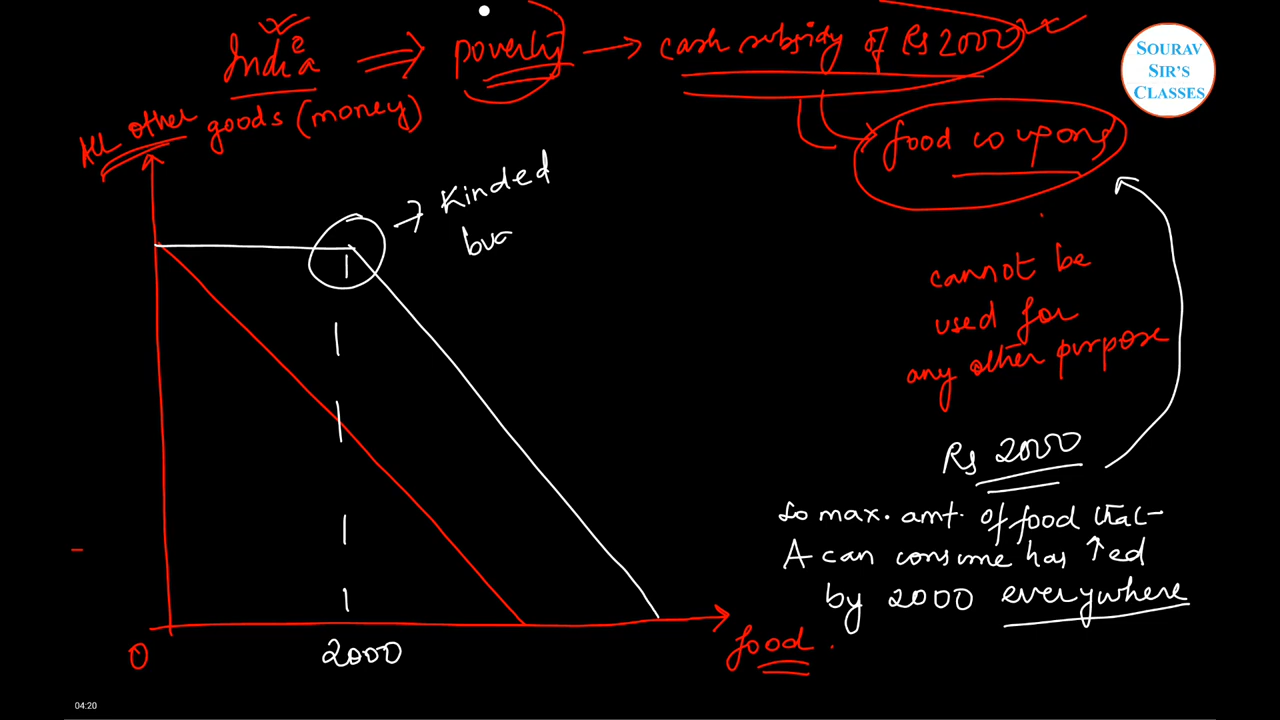 India ⇒ poverty → cash subsidy of Rs 2000
SOURAV
SIR'S
CLASSES
All other goods (money)
food coupons
→ Kinded
cannot be
used for
any other purpose
Rs 2000
so max. amt. of food that
A can consume has ↑ed
by 2000 everywhere
0
2000
food.
04:20